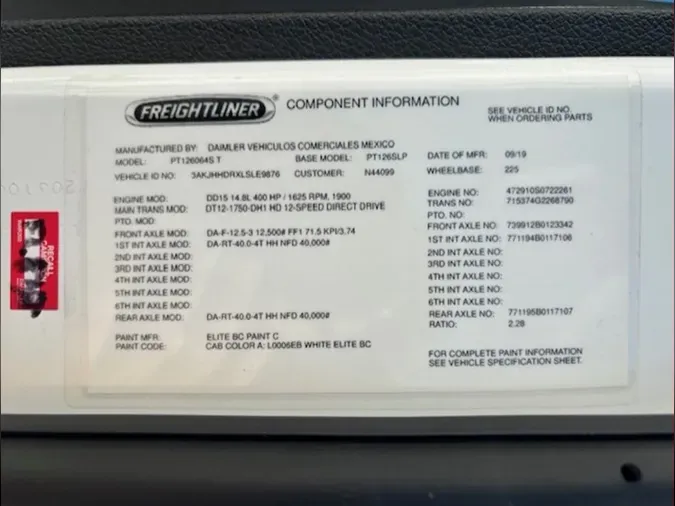 FREIGHTLINER COMPONENT INFORMATION
SEE VEHICLE ID NO.
WHEN ORDERING PARTS
MANUFACTURED BY: DAIMLER VEHICULOS COMERCIALES MEXICO
MODEL: PT126064S T BASE MODEL: PT126SLP DATE OF MFR: 09/19
VEHICLE ID NO: 3AKJHHDRXLSLE9876 CUSTOMER: N44099 WHEELBASE: 225
ENGINE MOD: DD15 14.8L 400 HP / 1625 RPM, 1900 ENGINE NO: 472910S0722261
MAIN TRANS MOD: DT12-1750-DH1 HD 12-SPEED DIRECT DRIVE TRANS NO: 715374G2268790
PTO. MOD: PTO. NO:
FRONT AXLE MOD: DA-F-12.5-3 12,500# FF1 71.5 KPI/3.74 FRONT AXLE NO: 739912B0123342
1ST INT AXLE MOD: DA-RT-40.0-4T HH NFD 40,000# 1ST INT AXLE NO: 771194B0117106
2ND INT AXLE MOD: 2ND INT AXLE NO:
3RD INT AXLE MOD: 3RD INT AXLE NO:
4TH INT AXLE MOD: 4TH INT AXLE NO:
5TH INT AXLE MOD: 5TH INT AXLE NO:
6TH INT AXLE MOD: 6TH INT AXLE NO:
REAR AXLE MOD: DA-RT-40.0-4T HH NFD 40,000# REAR AXLE NO: 771195B0117107
RATIO: 2.28
PAINT MFR: ELITE BC PAINT C
PAINT CODE: CAB COLOR A: L0006EB WHITE ELITE BC
FOR COMPLETE PAINT INFORMATION
SEE VEHICLE SPECIFICATION SHEET.
RECALL
CAMPAIGN